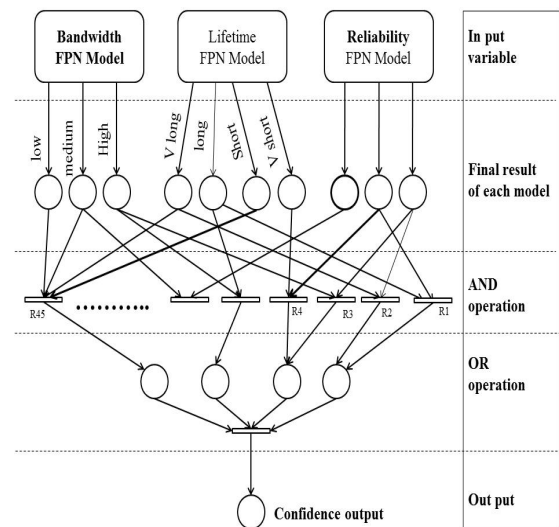 Bandwidth
FPN Model
Lifetime
FPN Model
Reliability
FPN Model
In put
variable
low
medium
High
V long
long
Short
V short
Final result
of each model
AND
operation
R45
R4
R3
R2
R1
OR
operation
Confidence output
Out put